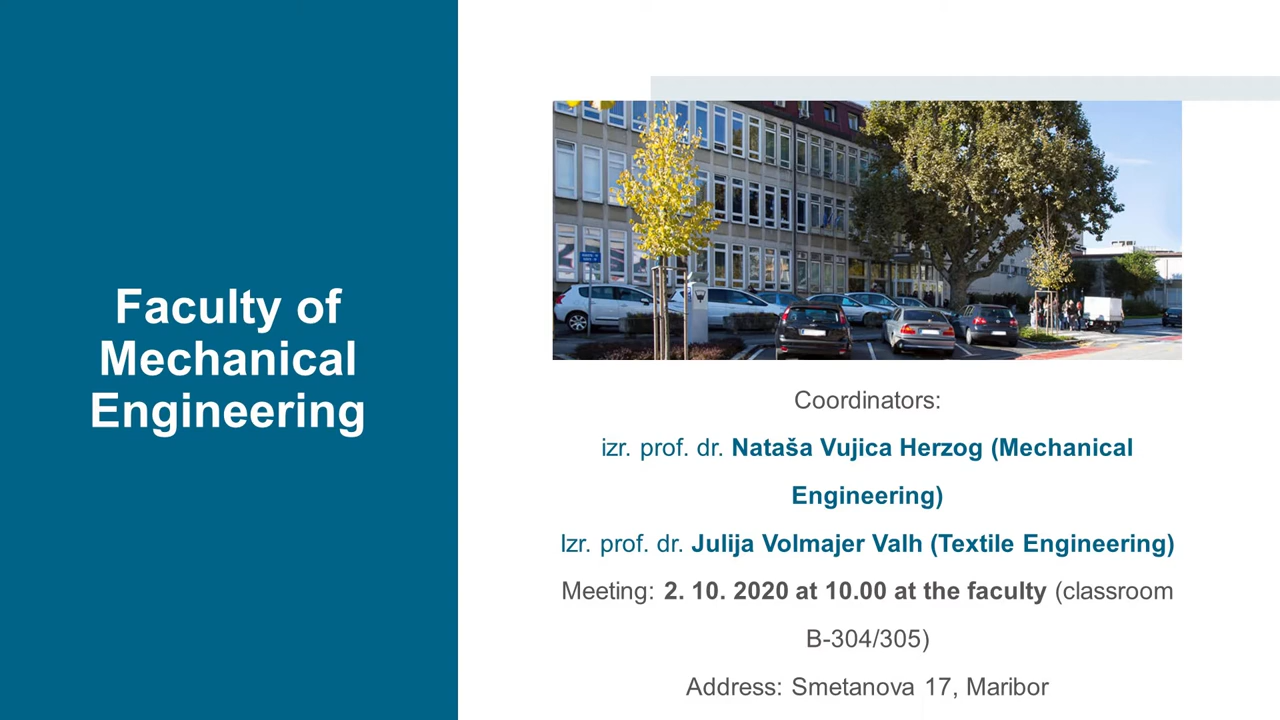 Faculty of
Mechanical
Engineering
Coordinators:
izr. prof. dr. Nataša Vujica Herzog (Mechanical
Engineering)
Izr. prof. dr. Julija Volmajer Valh (Textile Engineering)
Meeting: 2. 10. 2020 at 10.00 at the faculty (classroom
B-304/305)
Address: Smetanova 17, Maribor